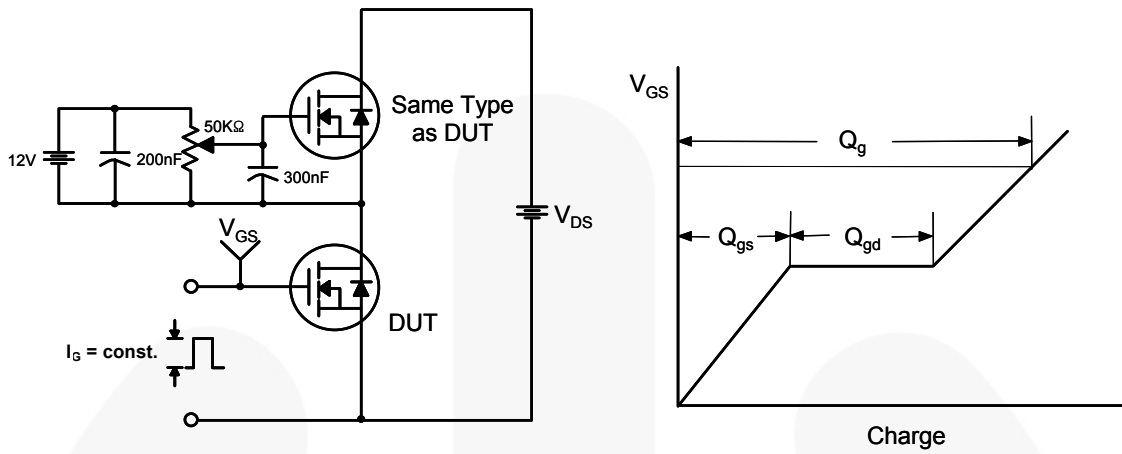 12V
200nF
50KΩ
300nF
Same Type
as DUT
V_GS
DUT
I_G = const.
V_DS
V_GS
Q_g
Q_gs
Q_gd
Charge